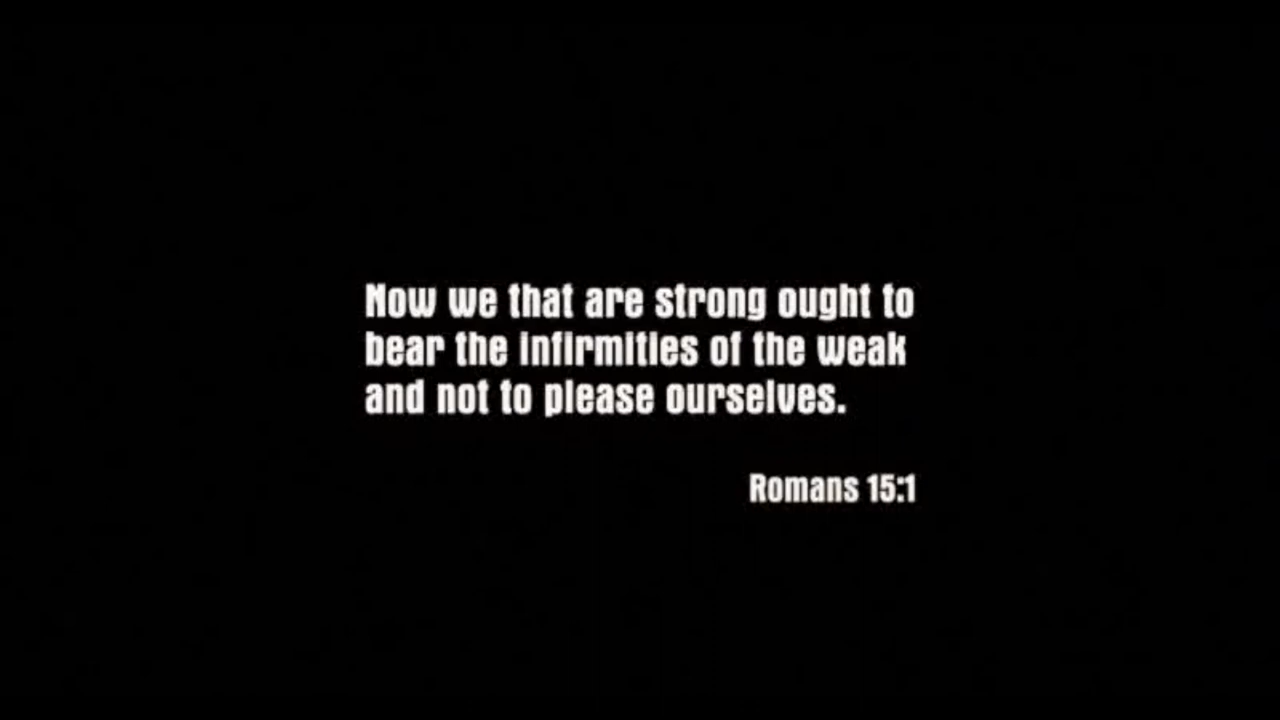 Now we that are strong ought to
bear the infirmities of the weak
and not to please ourselves.
Romans 15:1